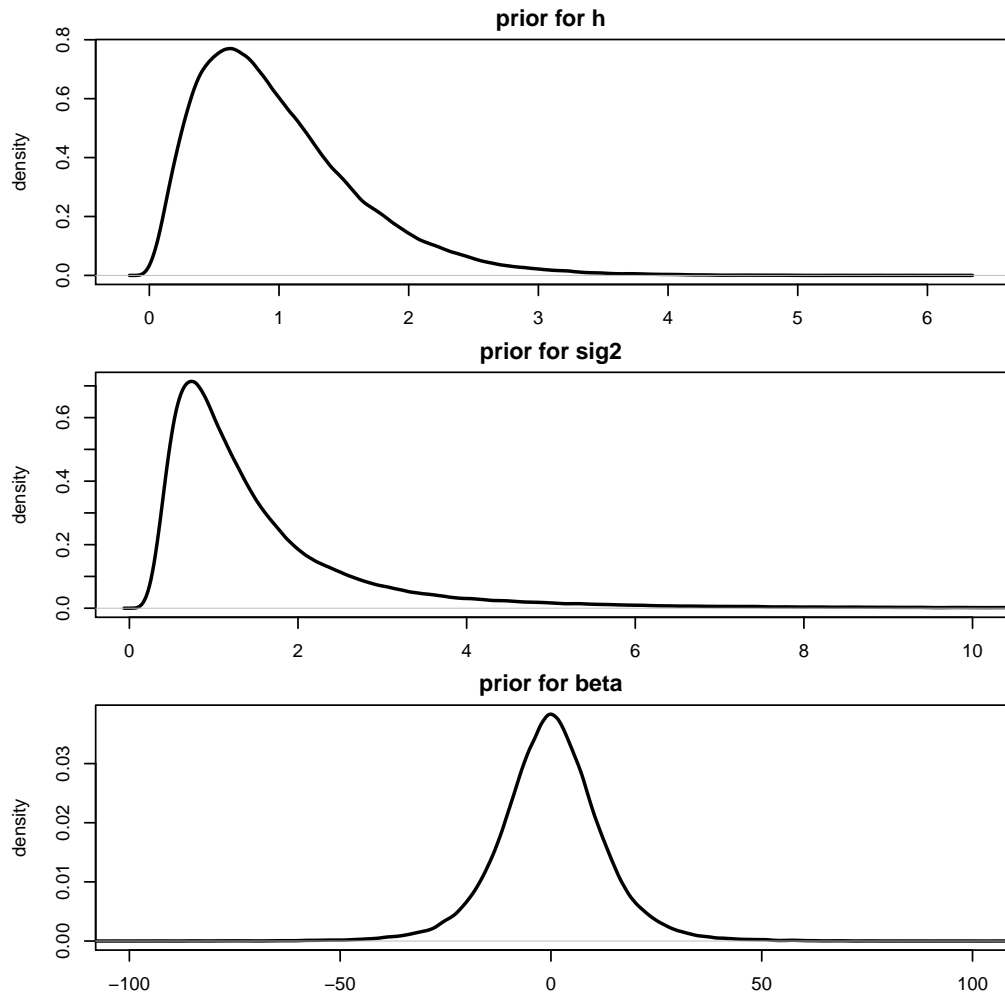 prior for h
density
0.0 0.2 0.4 0.6 0.8
0 1 2 3 4 5 6
prior for sig2
density
0.0 0.2 0.4 0.6
0 2 4 6 8 10
prior for beta
density
0.00 0.01 0.02 0.03
−100 −50 0 50 100